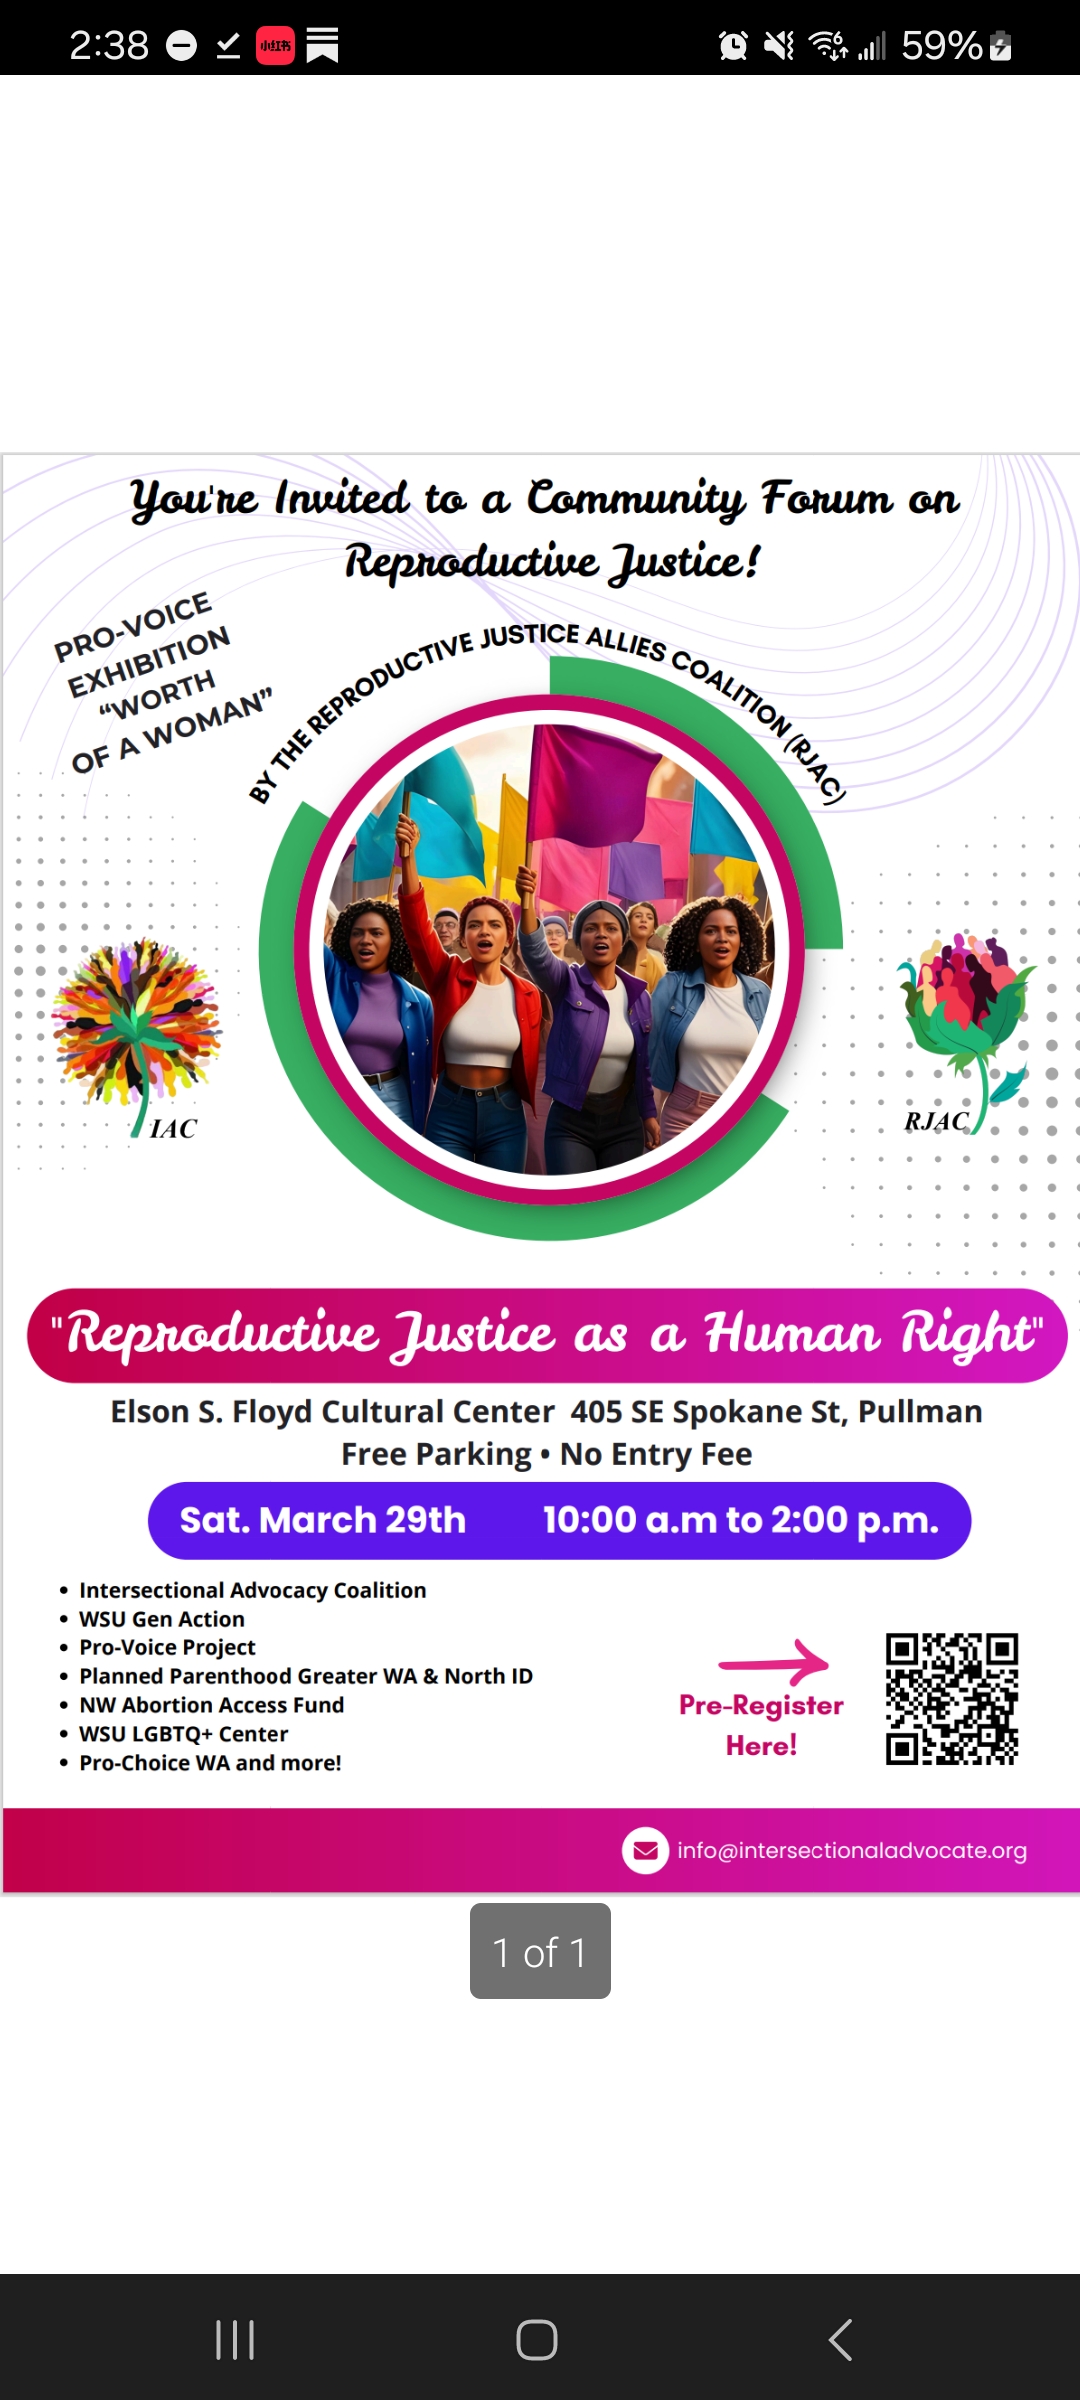 2:38
小红书
6
59%
You're Invited to a Community Forum on
Reproductive Justice!
PRO-VOICE
EXHIBITION
“WORTH
OF A WOMAN”
BY THE REPRODUCTIVE JUSTICE ALLIES COALITION (RJAC)
IAC
RJAC
"Reproductive Justice as a Human Right"
Elson S. Floyd Cultural Center 405 SE Spokane St, Pullman
Free Parking • No Entry Fee
Sat. March 29th 10:00 a.m to 2:00 p.m.
• Intersectional Advocacy Coalition
• WSU Gen Action
• Pro-Voice Project
• Planned Parenthood Greater WA & North ID
• NW Abortion Access Fund
• WSU LGBTQ+ Center
• Pro-Choice WA and more!
Pre-Register
Here!
info@intersectionaladvocate.org
1 of 1